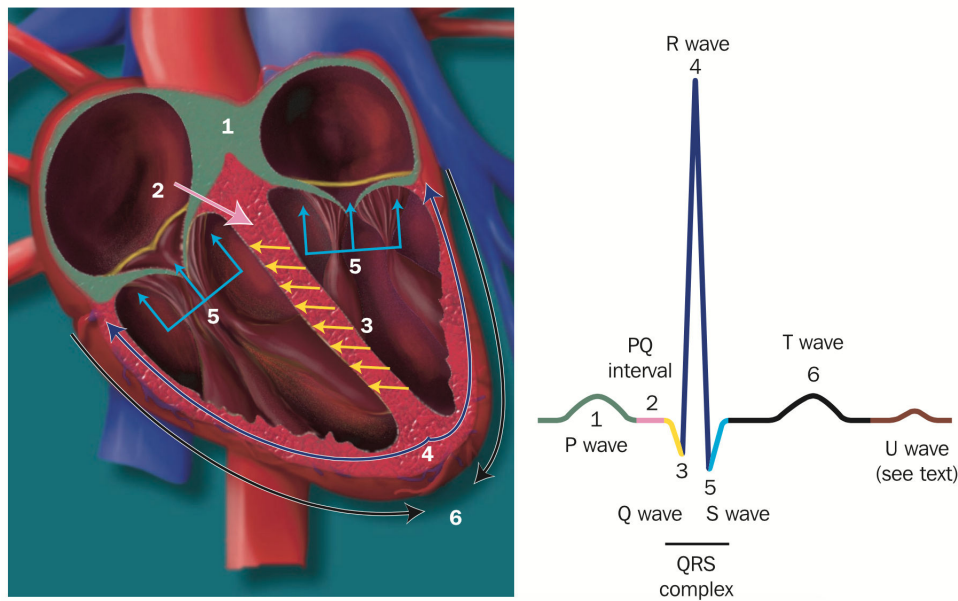 1
2
5
5
3
4
6
R wave
4
PQ
interval
2
1
P wave
T wave
6
U wave
(see text)
3
5
Q wave
S wave
QRS
complex